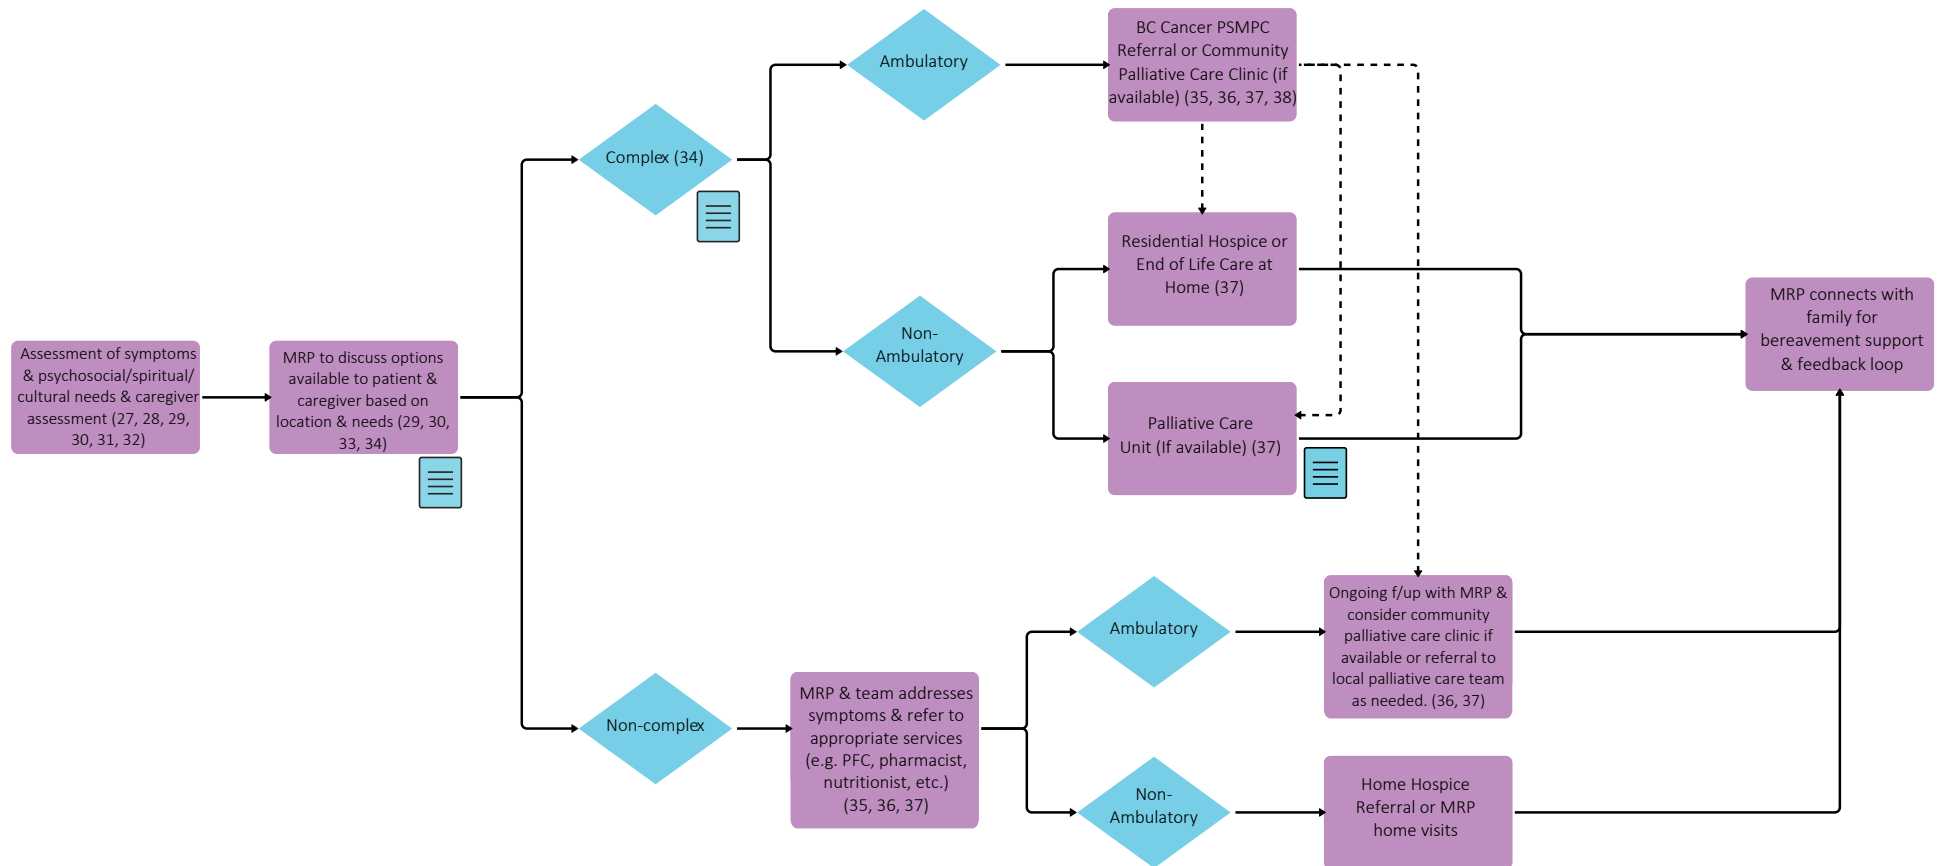 Assessment of symptoms
& psychosocial/spiritual/
cultural needs & caregiver
assessment (27, 28, 29,
30, 31, 32)
MRP to discuss options
available to patient &
caregiver based on
location & needs (29, 30,
33, 34)
Complex (34)
Ambulatory
BC Cancer PSMPC
Referral or Community
Palliative Care Clinic (if
available) (35, 36, 37, 38)
Non-
Ambulatory
Residential Hospice or
End of Life Care at
Home (37)
Palliative Care
Unit (If available) (37)
MRP connects with
family for
bereavement support
& feedback loop
Non-complex
MRP & team addresses
symptoms & refer to
appropriate services
(e.g. PFC, pharmacist,
nutritionist, etc.)
(35, 36, 37)
Ambulatory
Ongoing f/up with MRP &
consider community
palliative care clinic if
available or referral to
local palliative care team
as needed. (36, 37)
Non-
Ambulatory
Home Hospice
Referral or MRP
home visits